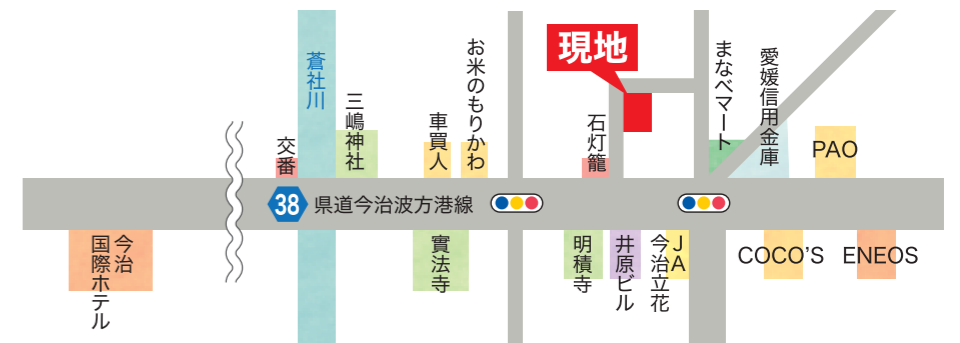 現地
蒼社川
三嶋神社
交番
車買人
お米のもりかわ
石灯籠
まなべマート
愛媛信用金庫
PAO
38
県道今治波方港線
今治
国際ホテル
實法寺
明積寺
井原ビル
JA
今治立花
COCO'S
ENEOS